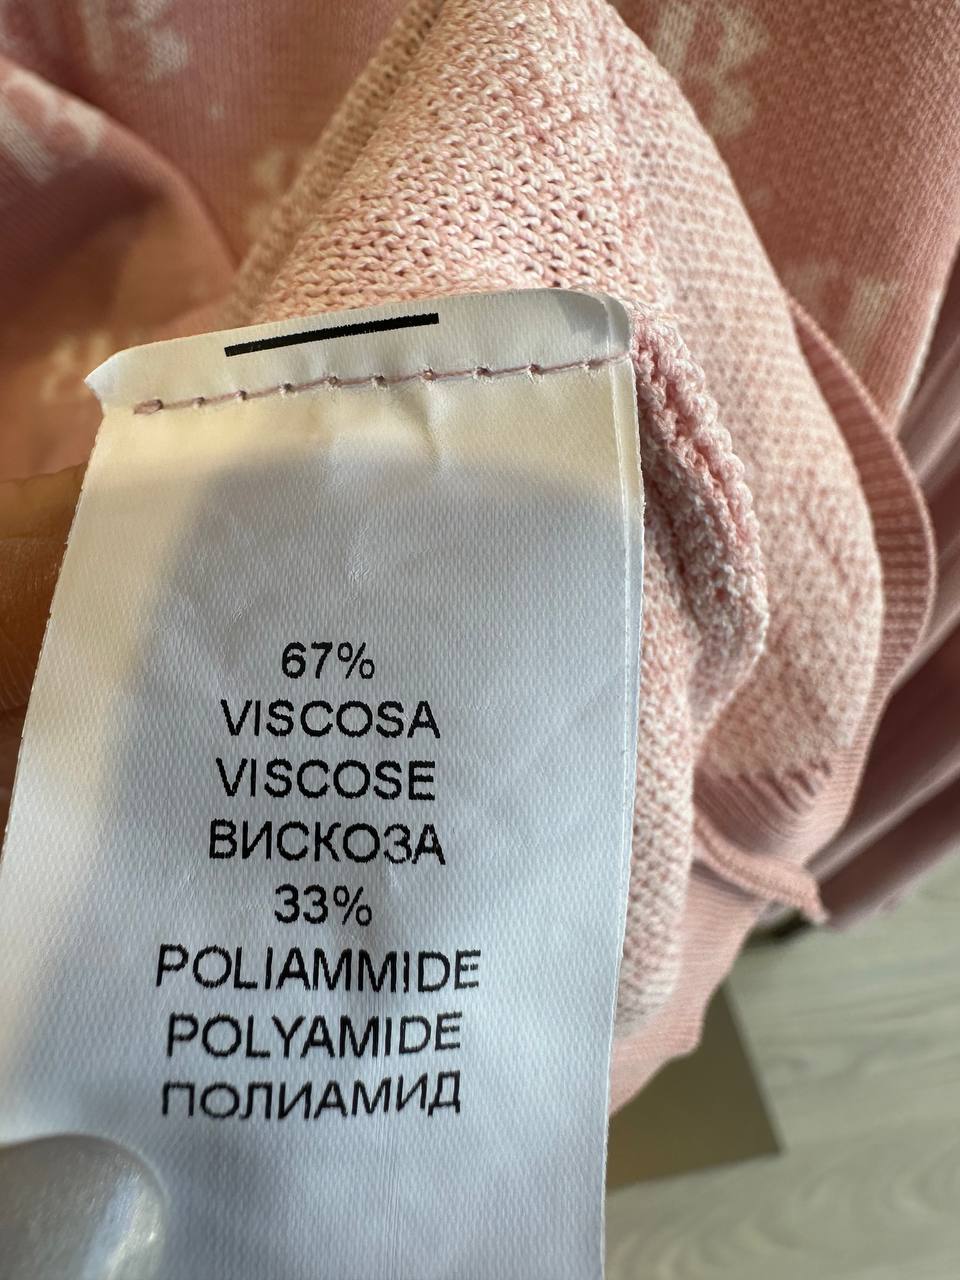 67%
VISCOSA
VISCOSE
ВИСКОЗА
33%
POLIAMMIDE
POLYAMIDE
ПОЛИАМИД